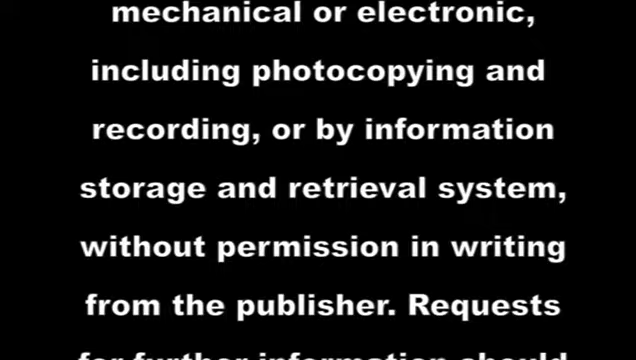 mechanical or electronic,
including photocopying and
recording, or by information
storage and retrieval system,
without permission in writing
from the publisher. Requests
for further information should